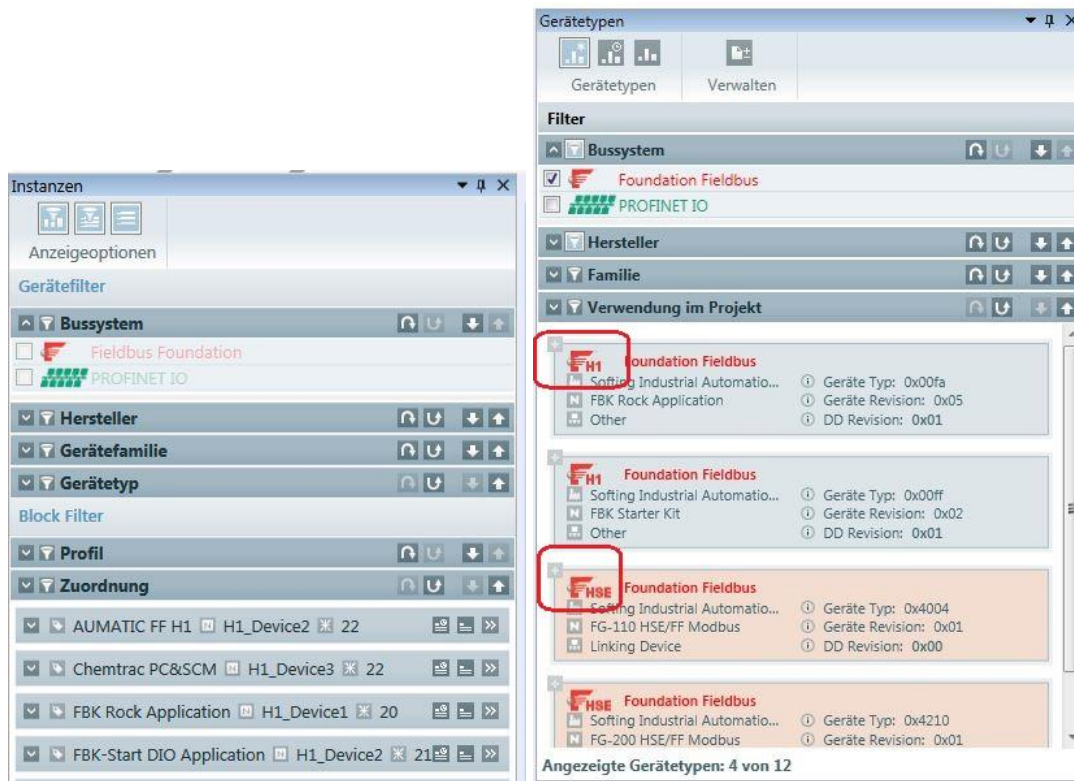 Instanzen
Anzeigeoptionen
Gerätefilter
Bussystem
Fieldbus Foundation
PROFINET IO
Hersteller
Gerätefamilie
Gerätetyp
Block Filter
Profil
Zuordnung
AUMATIC FF H1 N H1_Device2 22
Chemtrac PC&SCM N H1_Device3 22
FBK Rock Application N H1_Device1 20
FBK-Start DIO Application N H1_Device2 21
Gerätetypen
Gerätetypen Verwalten
Filter
Bussystem
Foundation Fieldbus
PROFINET IO
Hersteller
Familie
Verwendung im Projekt
H1 Foundation Fieldbus
Softing Industrial Automatio... Geräte Typ: 0x00fa
N FBK Rock Application Geräte Revision: 0x05
Other DD Revision: 0x01
H1 Foundation Fieldbus
Softing Industrial Automatio... Geräte Typ: 0x00ff
N FBK Starter Kit Geräte Revision: 0x02
Other DD Revision: 0x01
HSE Foundation Fieldbus
Softing Industrial Automatio... Geräte Typ: 0x4004
N FG-110 HSE/FF Modbus Geräte Revision: 0x01
Linking Device DD Revision: 0x00
HSE Foundation Fieldbus
Softing Industrial Automatio... Geräte Typ: 0x4210
N FG-200 HSE/FF Modbus Geräte Revision: 0x01
Angezeigte Gerätetypen: 4 von 12